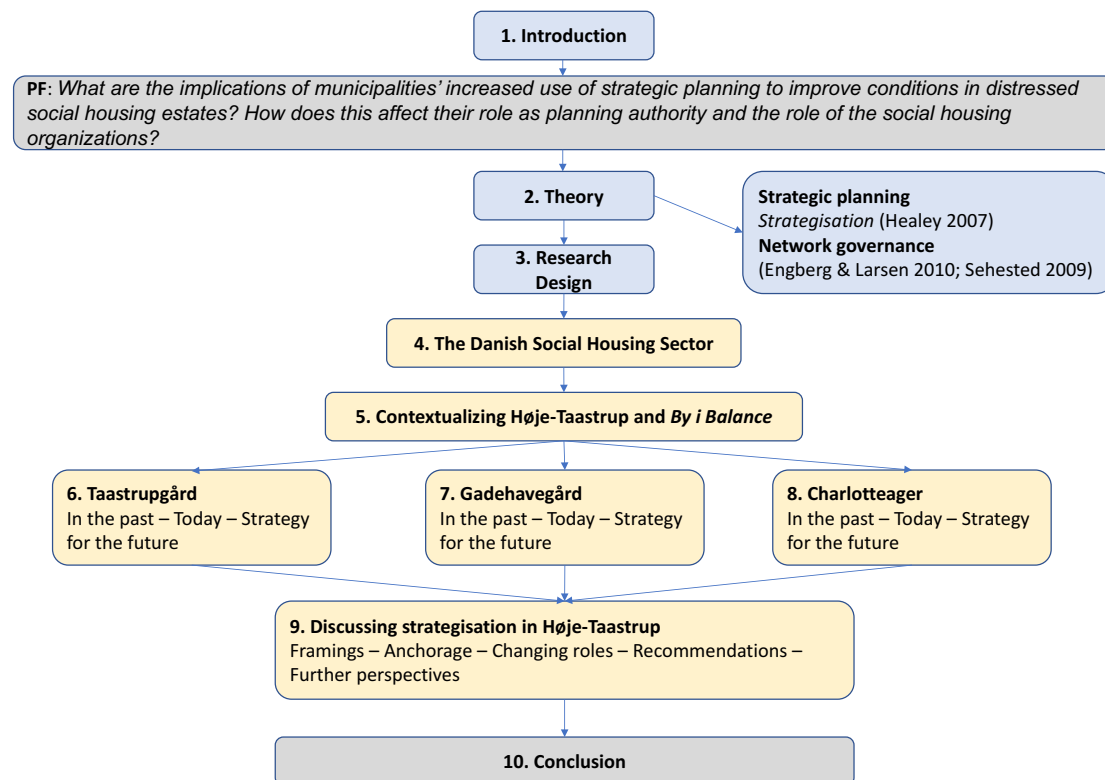 1. Introduction
PF: What are the implications of municipalities’ increased use of strategic planning to improve conditions in distressed
social housing estates? How does this affect their role as planning authority and the role of the social housing
organizations?
2. Theory
Strategic planning
Strategisation (Healey 2007)
Network governance
(Engberg & Larsen 2010; Sehested 2009)
3. Research
Design
4. The Danish Social Housing Sector
5. Contextualizing Høje-Taastrup and By i Balance
6. Taastrupgård
In the past – Today – Strategy
for the future
7. Gadehavegård
In the past – Today – Strategy
for the future
8. Charlotteager
In the past – Today – Strategy
for the future
9. Discussing strategisation in Høje-Taastrup
Framings – Anchorage – Changing roles – Recommendations –
Further perspectives
10. Conclusion